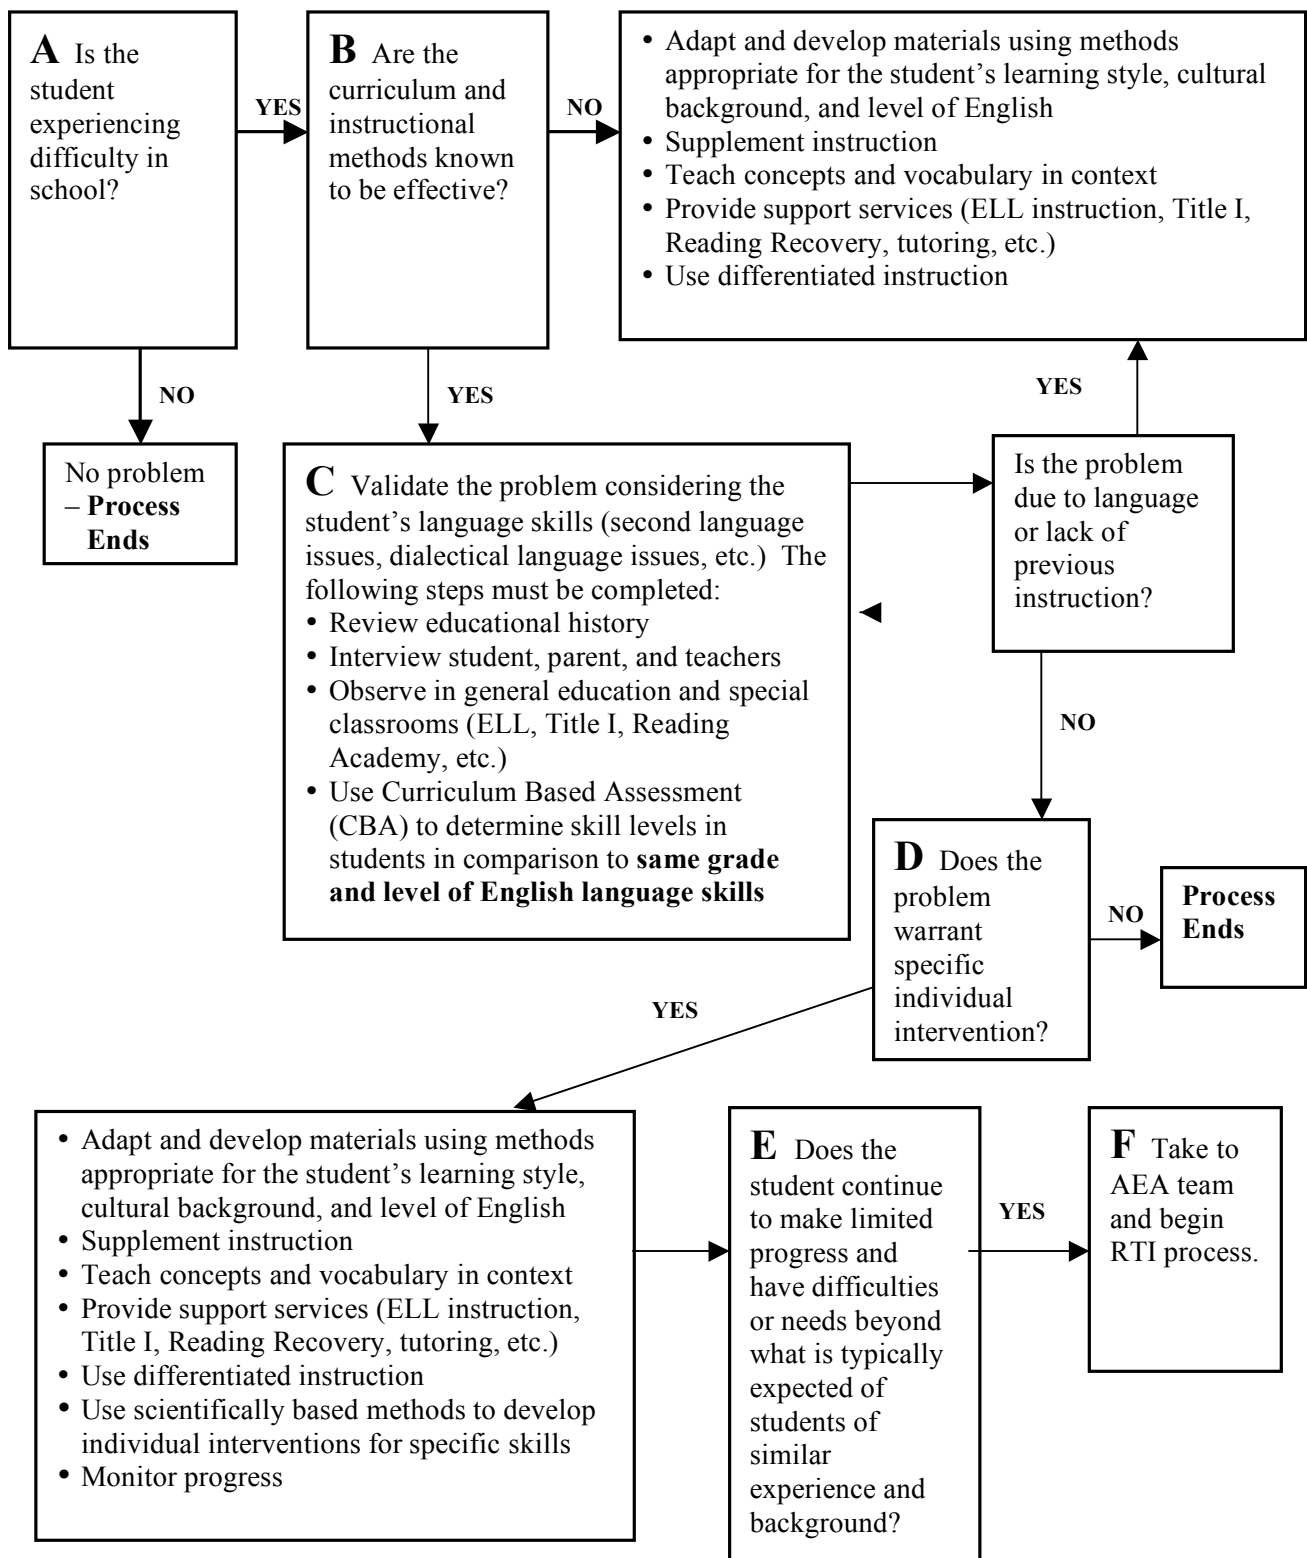 A Is the
student
experiencing
difficulty in
school?
YES
B Are the
curriculum and
instructional
methods known
to be effective?
NO
• Adapt and develop materials using methods
appropriate for the student’s learning style, cultural
background, and level of English
• Supplement instruction
• Teach concepts and vocabulary in context
• Provide support services (ELL instruction, Title I,
Reading Recovery, tutoring, etc.)
• Use differentiated instruction
NO
YES
YES
No problem
– Process
Ends
C Validate the problem considering the
student’s language skills (second language
issues, dialectical language issues, etc.) The
following steps must be completed:
• Review educational history
• Interview student, parent, and teachers
• Observe in general education and special
classrooms (ELL, Title I, Reading
Academy, etc.)
• Use Curriculum Based Assessment
(CBA) to determine skill levels in
students in comparison to same grade
and level of English language skills
Is the problem
due to language
or lack of
previous
instruction?
NO
D Does the
problem
warrant
specific
individual
intervention?
NO
Process
Ends
YES
• Adapt and develop materials using methods
appropriate for the student’s learning style,
cultural background, and level of English
• Supplement instruction
• Teach concepts and vocabulary in context
• Provide support services (ELL instruction,
Title I, Reading Recovery, tutoring, etc.)
• Use differentiated instruction
• Use scientifically based methods to develop
individual interventions for specific skills
• Monitor progress
E Does the
student continue
to make limited
progress and
have difficulties
or needs beyond
what is typically
expected of
students of
similar
experience and
background?
YES
F Take to
AEA team
and begin
RTI process.